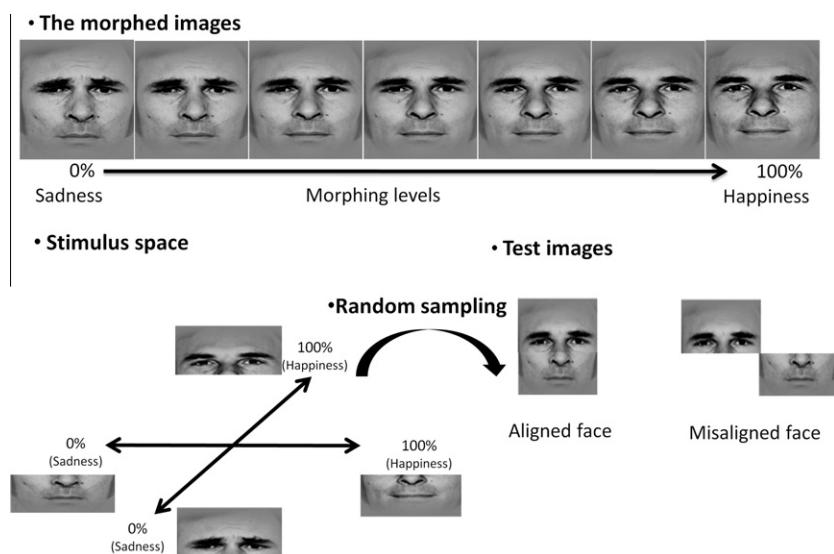 • The morphed images
0%
100%
Sadness
Morphing levels
Happiness
• Stimulus space
• Test images
•Random sampling
100%
(Happiness)
0%
(Sadness)
100%
(Happiness)
Aligned face
Misaligned face
0%
(Sadness)